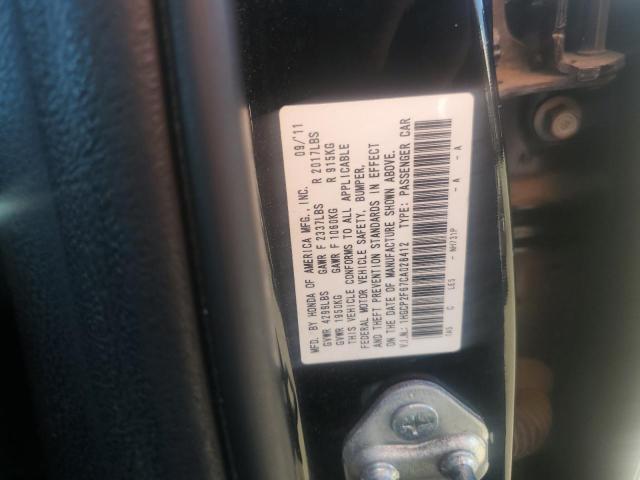 MFD. BY HONDA OF AMERICA MFG., INC. 09/'11
GVWR 4299LBS GAWR F 2337LBS R 2017LBS
GVWR 1950KG GAWR F 1060KG R 915KG
THIS VEHICLE CONFORMS TO ALL APPLICABLE
FEDERAL MOTOR VEHICLE SAFETY, BUMPER,
AND THEFT PREVENTION STANDARDS IN EFFECT
ON THE DATE OF MANUFACTURE SHOWN ABOVE.
V.I.N.: 1HGCP2F67CA028412 TYPE: PASSENGER CAR
C LES - NH731P - A - A